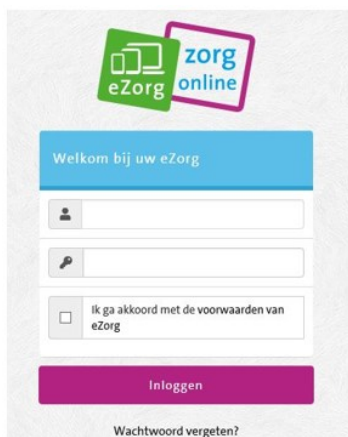 eZorg
zorg
online
Welkom bij uw eZorg
Ik ga akkoord met de voorwaarden van
eZorg
Inloggen
Wachtwoord vergeten?